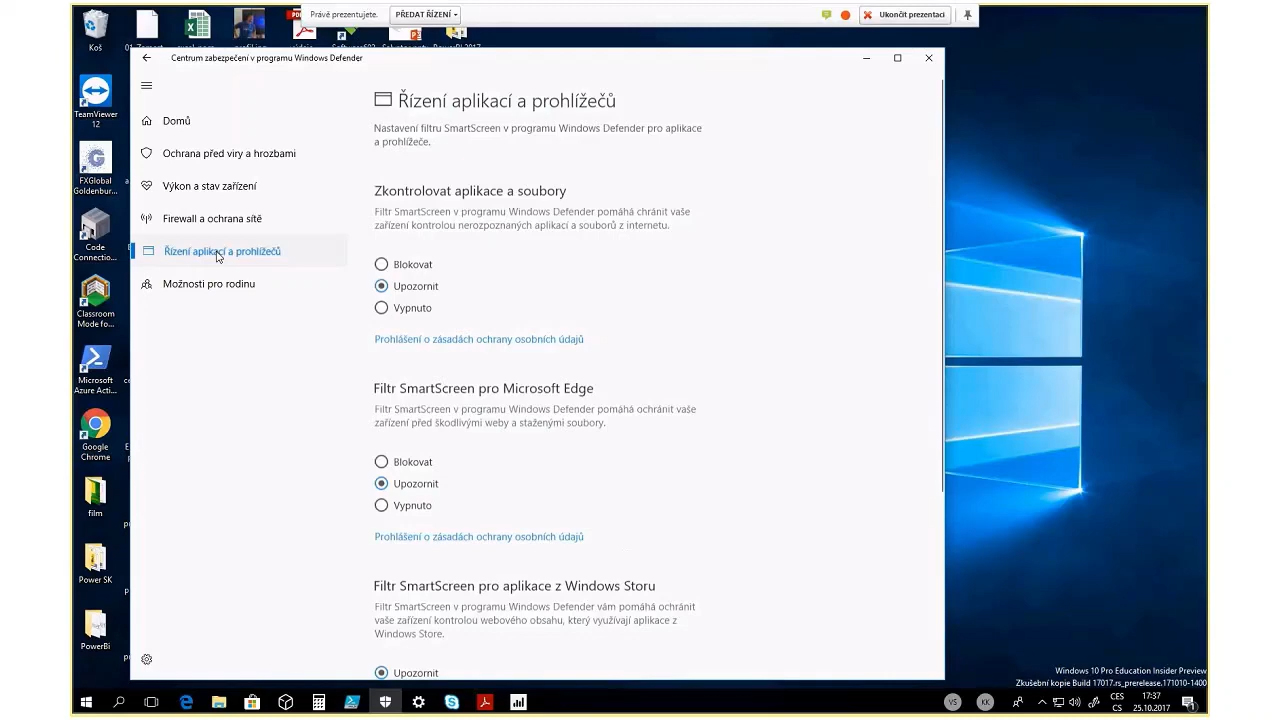 Právě prezentujete.
PŘEDAT ŘÍZENÍ
Ukončit prezentaci
Koš
TeamViewer
12
FXGlobal
Goldenbur...
Code
Connectio...
Classroom
Mode fo...
Microsoft
Azure Acti...
Google
Chrome
film
Power SK
PowerBi
Centrum zabezpečení v programu Windows Defender
Domů
Ochrana před viry a hrozbami
Výkon a stav zařízení
Firewall a ochrana sítě
Řízení aplikací a prohlížečů
Možnosti pro rodinu
Řízení aplikací a prohlížečů
Nastavení filtru SmartScreen v programu Windows Defender pro aplikace
a prohlížeče.
Zkontrolovat aplikace a soubory
Filtr SmartScreen v programu Windows Defender pomáhá chránit vaše
zařízení kontrolou nerozpoznaných aplikací a souborů z internetu.
Blokovat
Upozornit
Vypnuto
Prohlášení o zásadách ochrany osobních údajů
Filtr SmartScreen pro Microsoft Edge
Filtr SmartScreen v programu Windows Defender pomáhá ochránit vaše
zařízení před škodlivými weby a staženými soubory.
Blokovat
Upozornit
Vypnuto
Prohlášení o zásadách ochrany osobních údajů
Filtr SmartScreen pro aplikace z Windows Storu
Filtr SmartScreen v programu Windows Defender vám pomáhá ochránit
vaše zařízení kontrolou webového obsahu, který využívají aplikace z
Windows Store.
Upozornit
Windows 10 Pro Education Insider Preview
Zkušební kopie Build 17017.rs_prerelease.171010-1400
VS
KK
CES
CS
17:37
25.10.2017